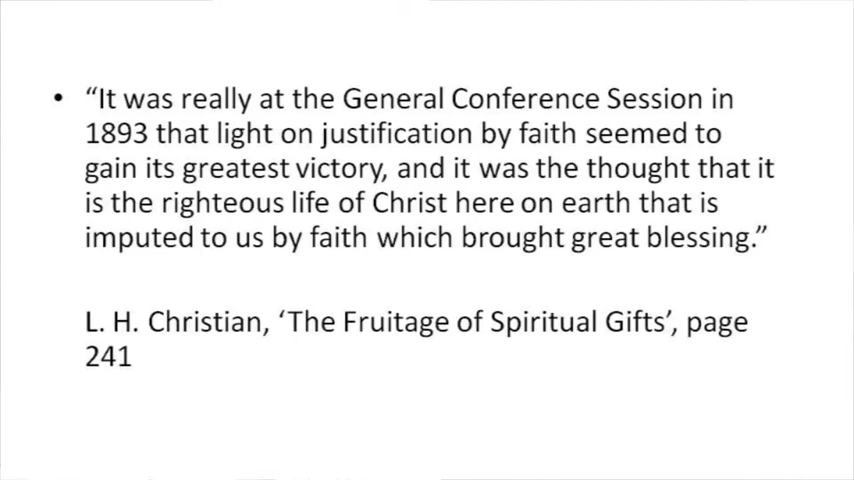 • “It was really at the General Conference Session in
1893 that light on justification by faith seemed to
gain its greatest victory, and it was the thought that it
is the righteous life of Christ here on earth that is
imputed to us by faith which brought great blessing.”
L. H. Christian, ‘The Fruitage of Spiritual Gifts’, page
241